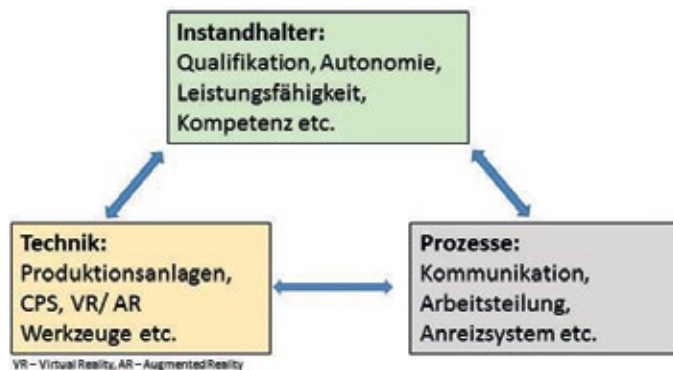 Instandhalter:
Qualifikation, Autonomie,
Leistungsfähigkeit,
Kompetenz etc.
Technik:
Produktionsanlagen,
CPS, VR/ AR
Werkzeuge etc.
Prozesse:
Kommunikation,
Arbeitsteilung,
Anreizsystem etc.
VR – Virtual Reality, AR – Augmented Reality